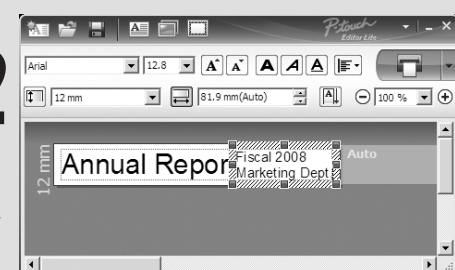 P-touch
Editor Lite
Arial
12.8
A A A A A
12 mm
81.9 mm(Auto)
A
100 %
12 mm
Annual Repor
Fiscal 2008
Marketing Dept
Auto